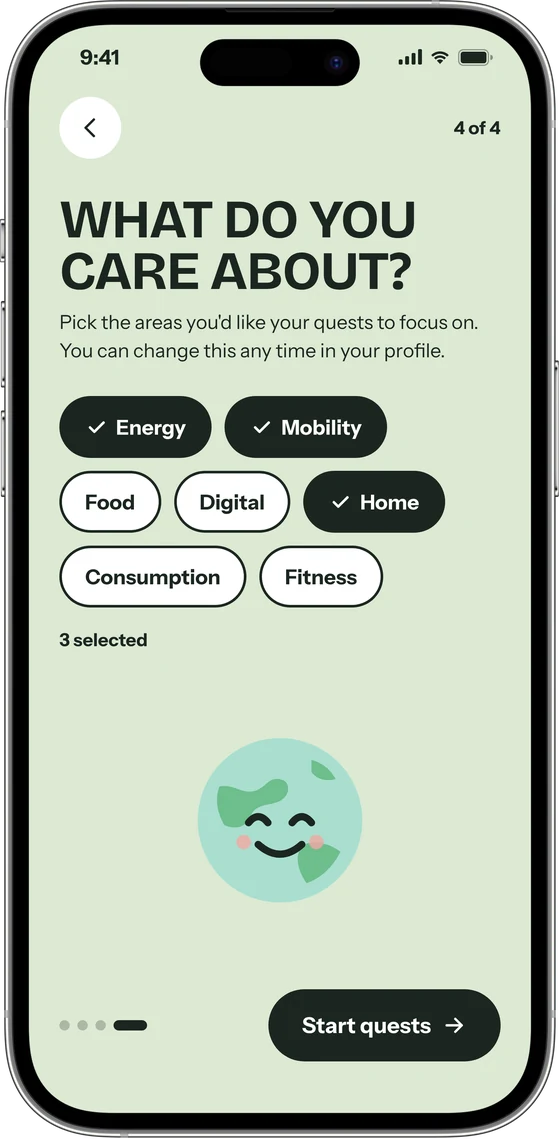 9:41
4 of 4
WHAT DO YOU
CARE ABOUT?
Pick the areas you'd like your quests to focus on.
You can change this any time in your profile.
Energy
Mobility
Food
Digital
Home
Consumption
Fitness
3 selected
Start quests